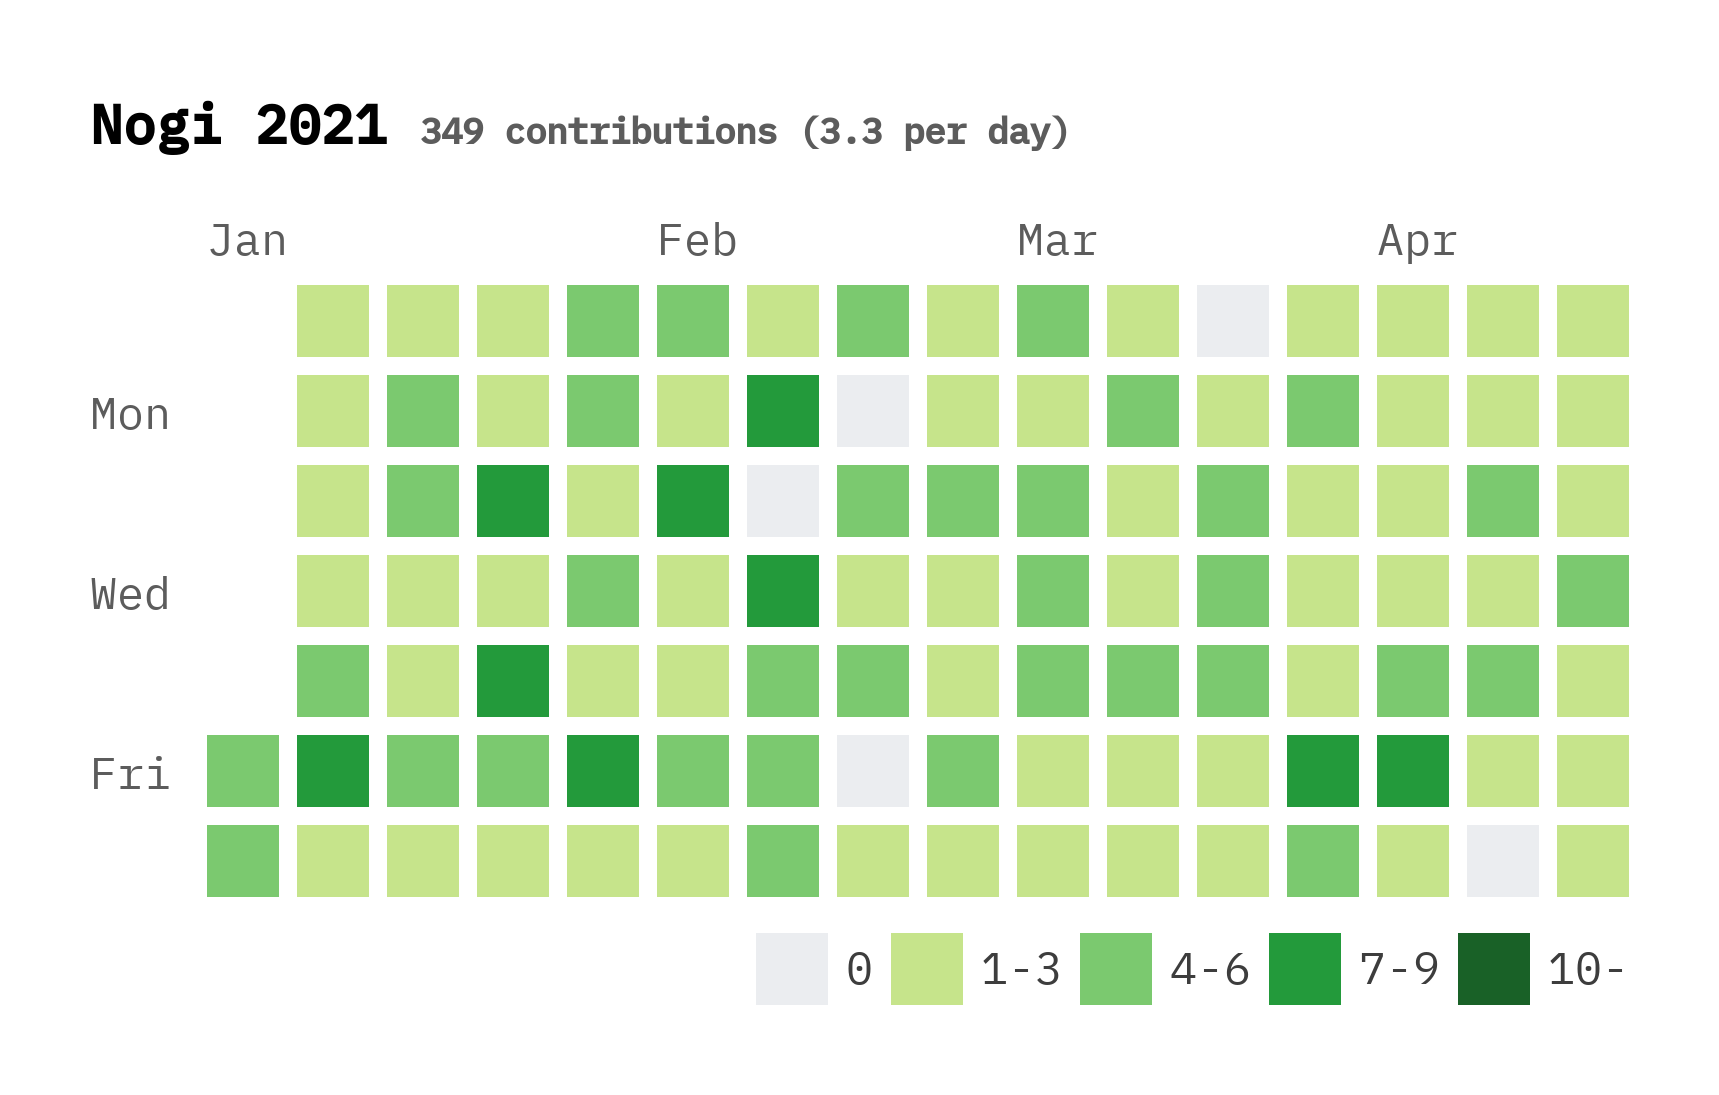 Nogi 2021 349 contributions (3.3 per day)
Jan Feb Mar Apr
Mon
Wed
Fri
0 1-3 4-6 7-9 10-